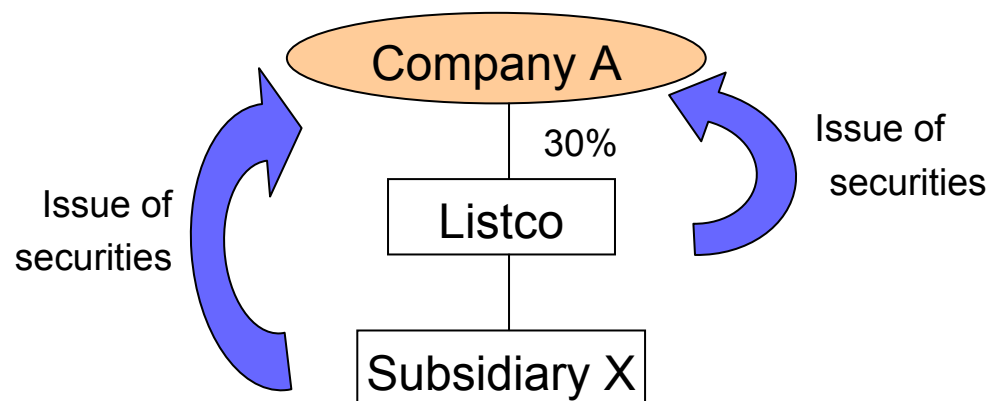 Company A
30%
Issue of
securities
Listco
Issue of
securities
Subsidiary X